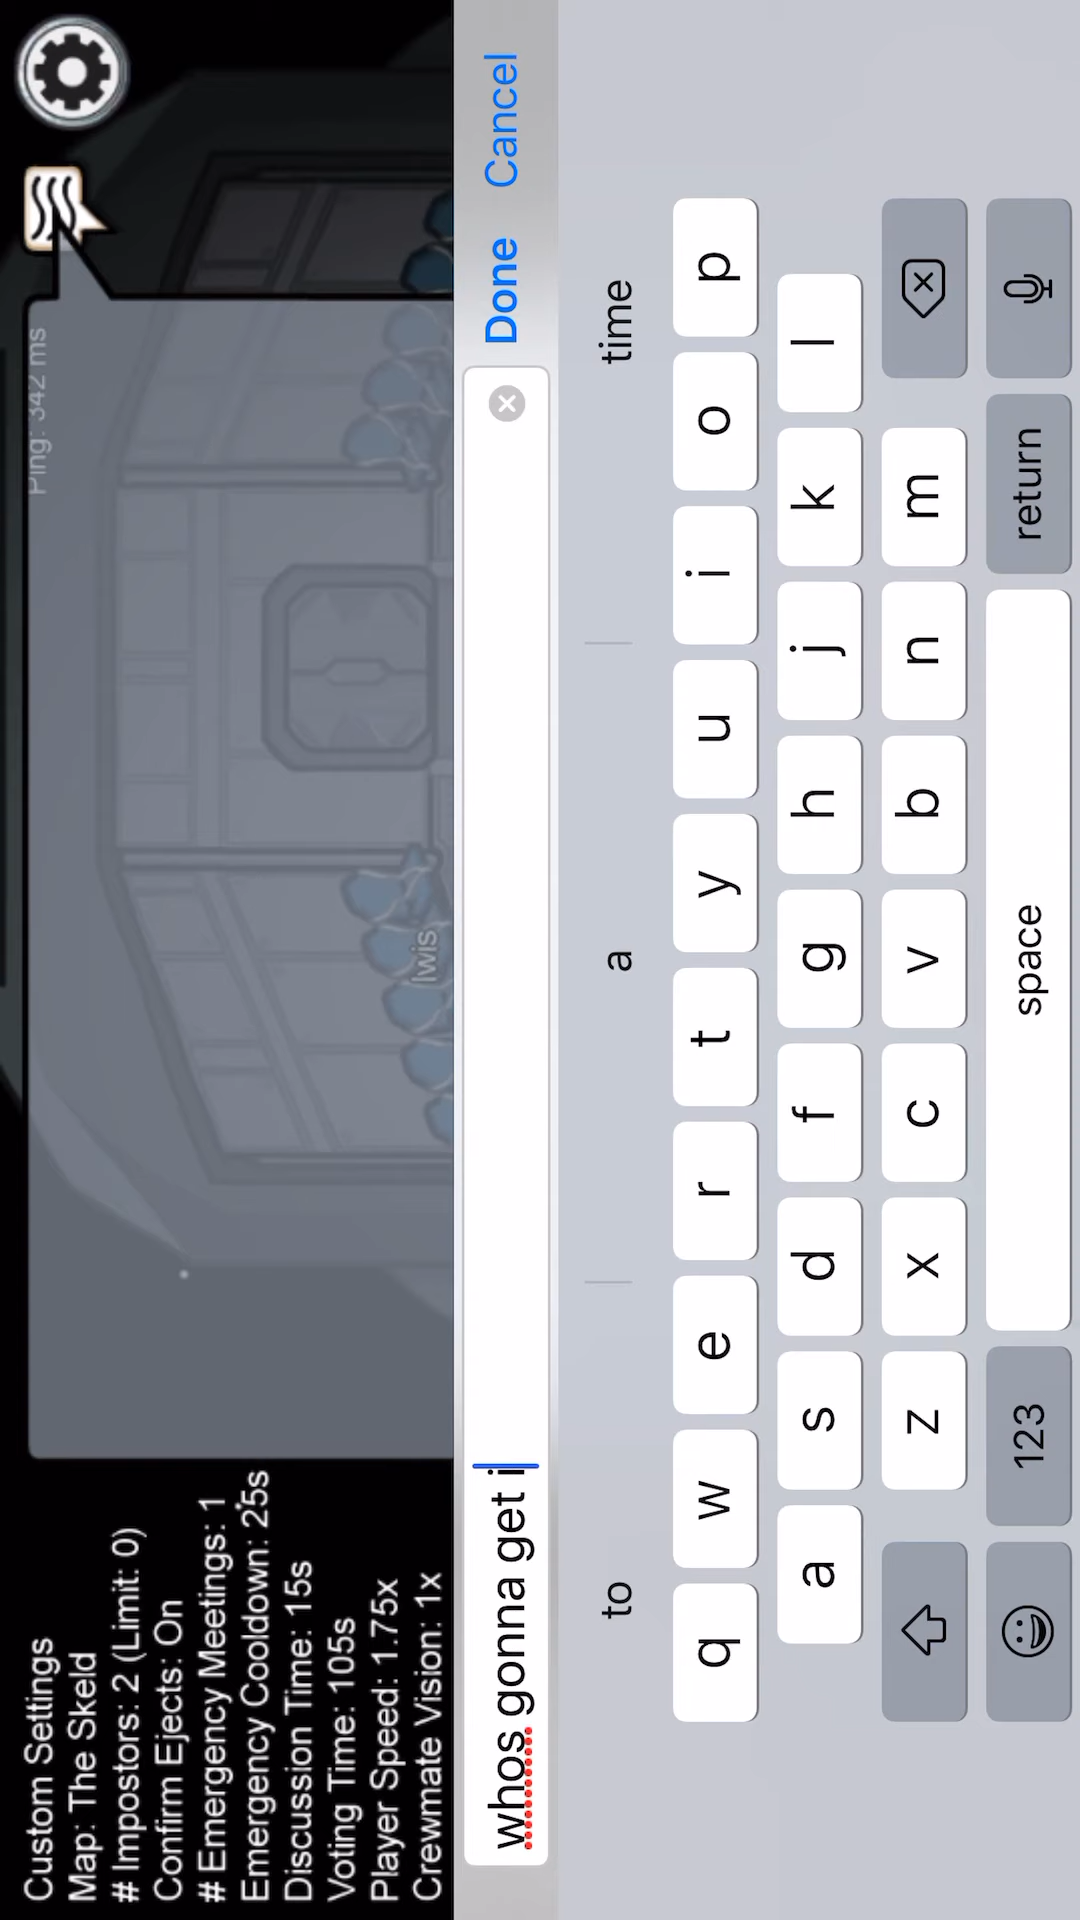 Custom Settings
Map: The Skeld
# Impostors: 2 (Limit: 0)
Confirm Ejects: On
# Emergency Meetings: 1
Emergency Cooldown: 25s
Discussion Time: 15s
Voting Time: 105s
Player Speed: 1.75x
Crewmate Vision: 1x
Ping: 342 ms
lwis
whos gonna get i
Done Cancel
to a time
q w e r t y u i o p
a s d f g h j k l
z x c v b n m
123 space return